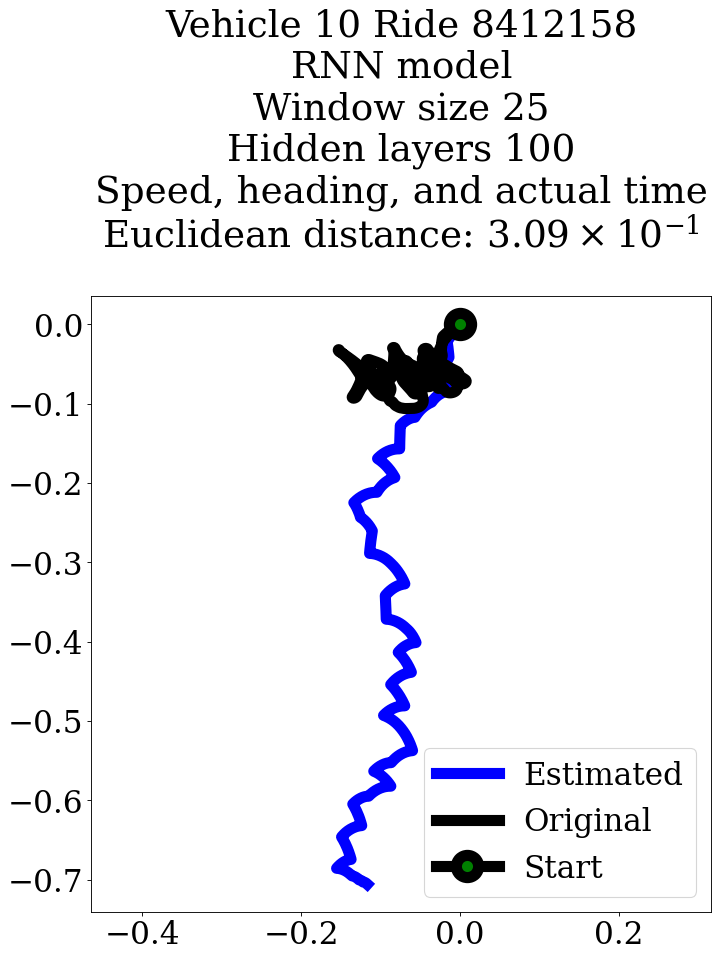 Vehicle 10 Ride 8412158
RNN model
Window size 25
Hidden layers 100
Speed, heading, and actual time
Euclidean distance: 3.09 × 10⁻¹
0.0
−0.1
−0.2
−0.3
−0.4
−0.5
−0.6
−0.7
Estimated
Original
Start
−0.4 −0.2 0.0 0.2